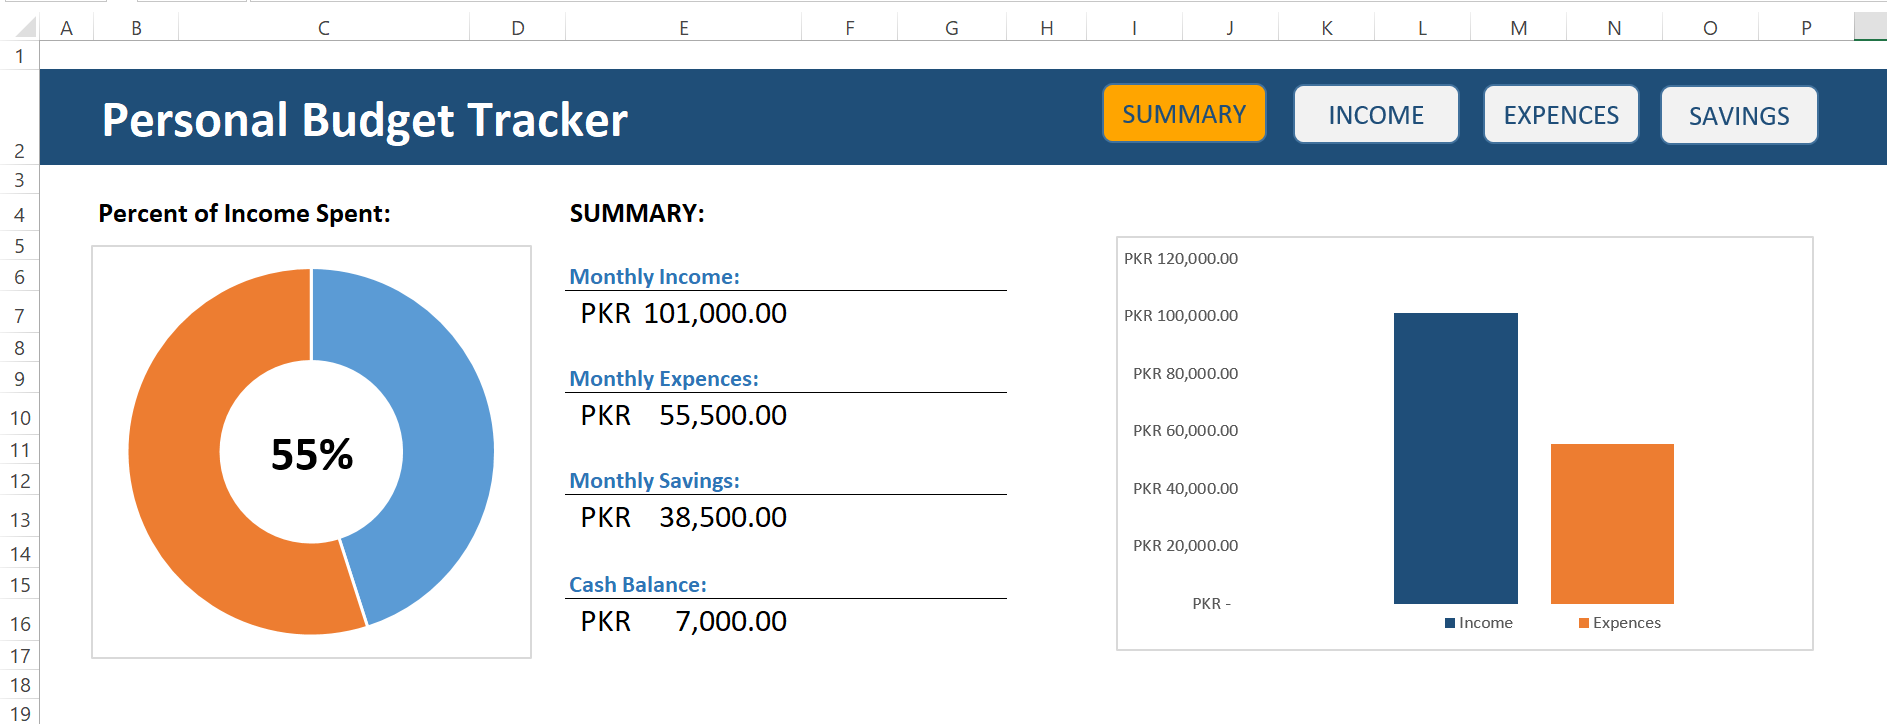 A B C D E F G H I J K L M N O P
1
2
3
4
5
6
7
8
9
10
11
12
13
14
15
16
17
18
19
Personal Budget Tracker
SUMMARY INCOME EXPENCES SAVINGS
Percent of Income Spent:
55%
SUMMARY:
Monthly Income:
PKR 101,000.00
Monthly Expences:
PKR 55,500.00
Monthly Savings:
PKR 38,500.00
Cash Balance:
PKR 7,000.00
PKR 120,000.00
PKR 100,000.00
PKR 80,000.00
PKR 60,000.00
PKR 40,000.00
PKR 20,000.00
PKR -
Income Expences